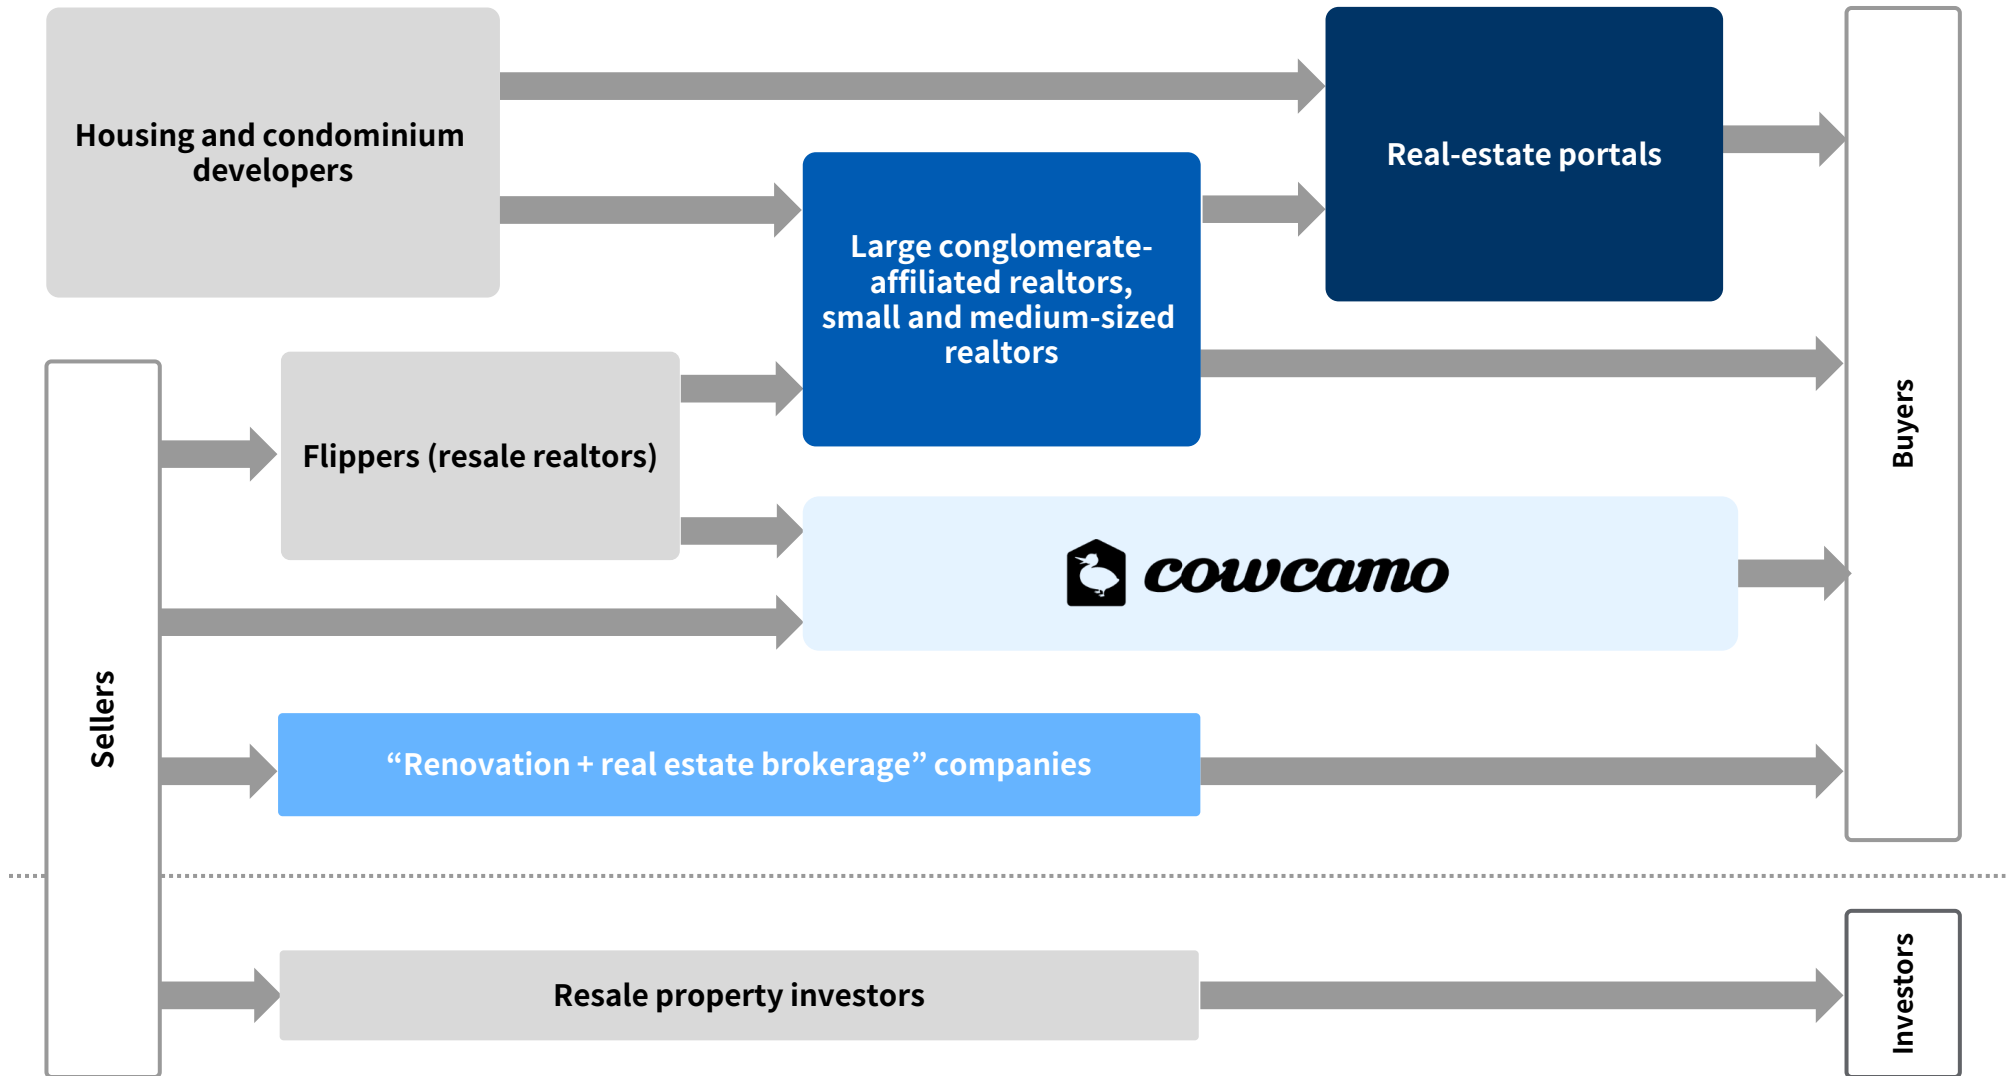 Housing and condominium
developers
Real-estate portals
Large conglomerate-
affiliated realtors,
small and medium-sized
realtors
Buyers
Flippers (resale realtors)
cowcamo
Sellers
“Renovation + real estate brokerage” companies
Resale property investors
Investors